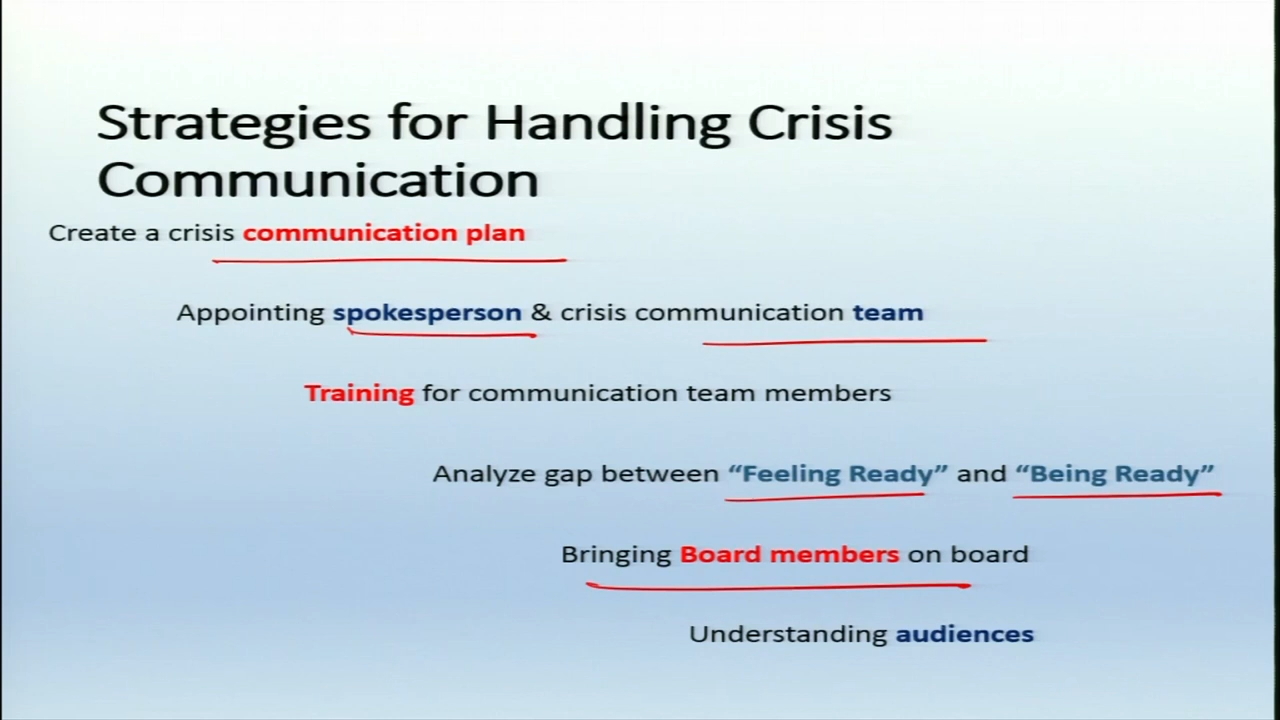 Strategies for Handling Crisis
Communication
Create a crisis communication plan
Appointing spokesperson & crisis communication team
Training for communication team members
Analyze gap between “Feeling Ready” and “Being Ready”
Bringing Board members on board
Understanding audiences